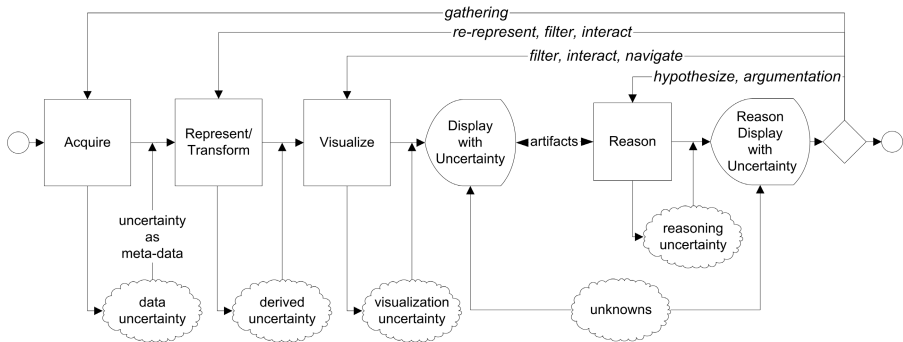 gathering
re-represent, filter, interact
filter, interact, navigate
hypothesize, argumentation
Acquire
Represent/
Transform
Visualize
Display
with
Uncertainty
artifacts
Reason
Reason
Display
with
Uncertainty
uncertainty
as
meta-data
reasoning
uncertainty
data
uncertainty
derived
uncertainty
visualization
uncertainty
unknowns